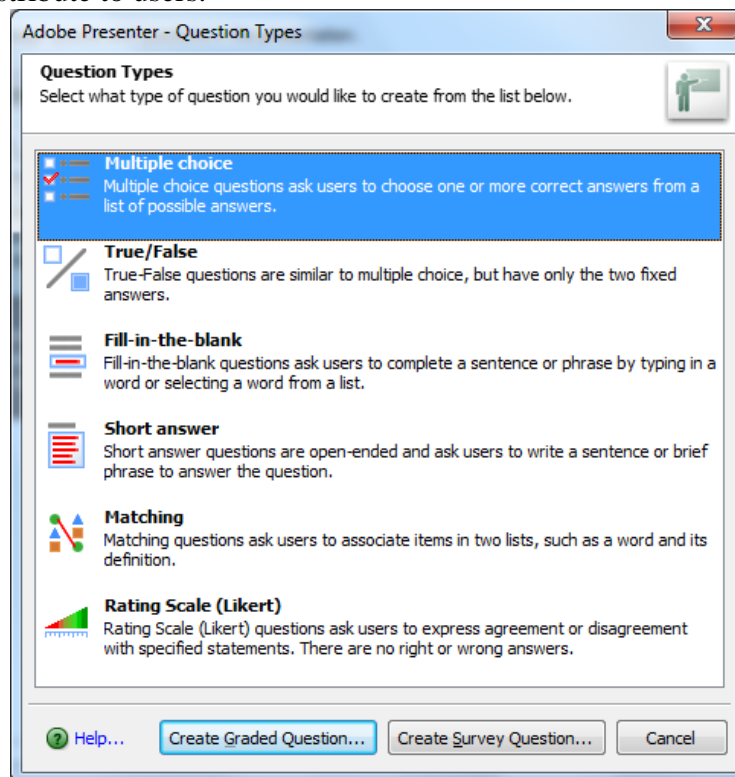 to users.
Adobe Presenter - Question Types
Question Types
Select what type of question you would like to create from the list below.
Multiple choice
Multiple choice questions ask users to choose one or more correct answers from a
list of possible answers.
True/False
True-False questions are similar to multiple choice, but have only the two fixed
answers.
Fill-in-the-blank
Fill-in-the-blank questions ask users to complete a sentence or phrase by typing in a
word or selecting a word from a list.
Short answer
Short answer questions are open-ended and ask users to write a sentence or brief
phrase to answer the question.
Matching
Matching questions ask users to associate items in two lists, such as a word and its
definition.
Rating Scale (Likert)
Rating Scale (Likert) questions ask users to express agreement or disagreement
with specified statements. There are no right or wrong answers.
Help... Create Graded Question... Create Survey Question... Cancel